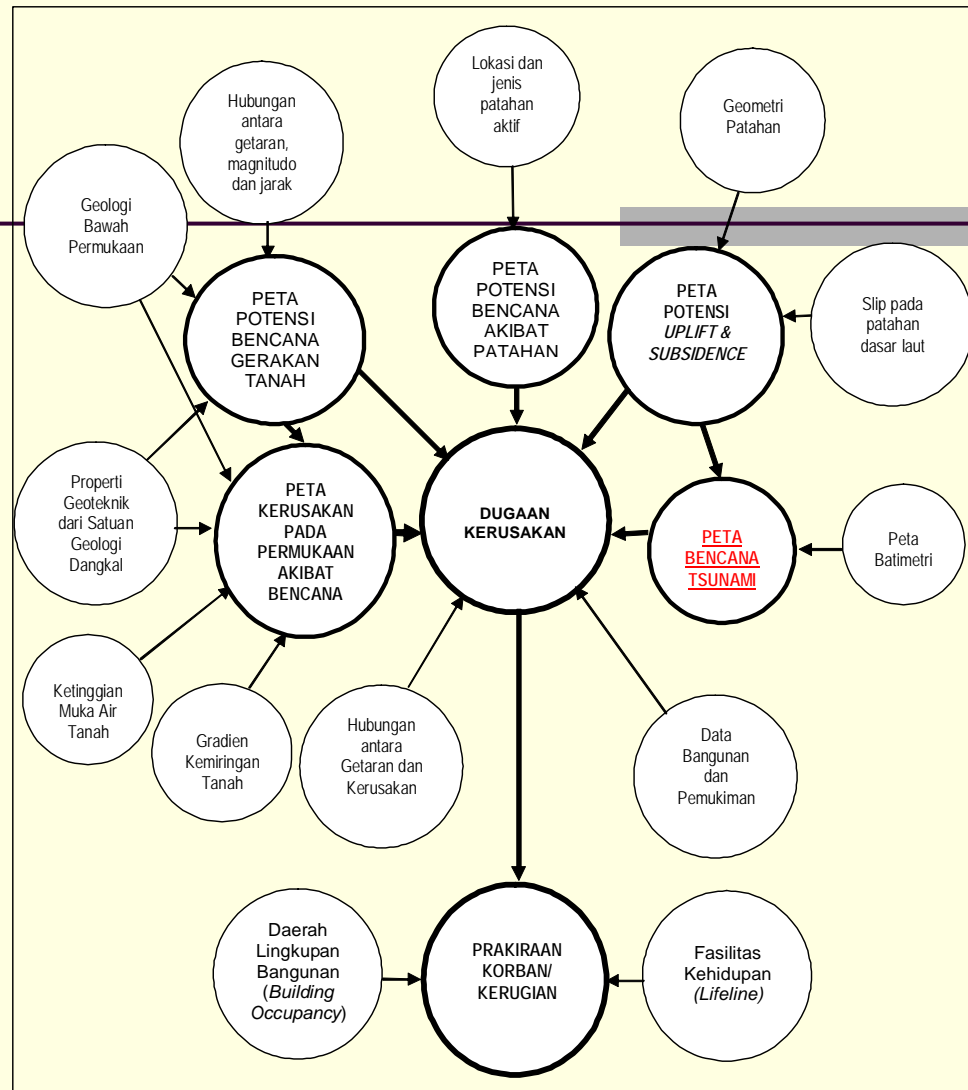 Hubungan
antara
getaran,
magnitudo
dan jarak
Lokasi dan
jenis
patahan
aktif
Geometri
Patahan
Geologi
Bawah
Permukaan
PETA
POTENSI
BENCANA
GERAKAN
TANAH
PETA
POTENSI
BENCANA
AKIBAT
PATAHAN
PETA
POTENSI
UPLIFT &
SUBSIDENCE
Slip pada
patahan
dasar laut
Properti
Geoteknik
dari Satuan
Geologi
Dangkal
PETA
KERUSAKAN
PADA
PERMUKAAN
AKIBAT
BENCANA
DUGAAN
KERUSAKAN
PETA
BENCANA
TSUNAMI
Peta
Batimetri
Ketinggian
Muka Air
Tanah
Gradien
Kemiringan
Tanah
Hubungan
antara
Getaran dan
Kerusakan
Data
Bangunan
dan
Pemukiman
Daerah
Lingkupan
Bangunan
(Building
Occupancy)
PRAKIRAAN
KORBAN/
KERUGIAN
Fasilitas
Kehidupan
(Lifeline)